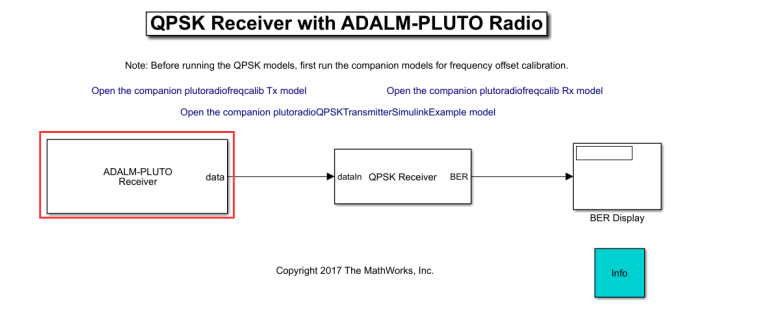 QPSK Receiver with ADALM-PLUTO Radio
Note: Before running the QPSK models, first run the companion models for frequency offset calibration.
Open the companion plutoradiofreqcalib Tx model
Open the companion plutoradiofreqcalib Rx model
Open the companion plutoradioQPSKTransmitterSimulinkExample model
ADALM-PLUTO
Receiver
data
dataIn
QPSK Receiver
BER
BER Display
Copyright 2017 The MathWorks, Inc.
Info